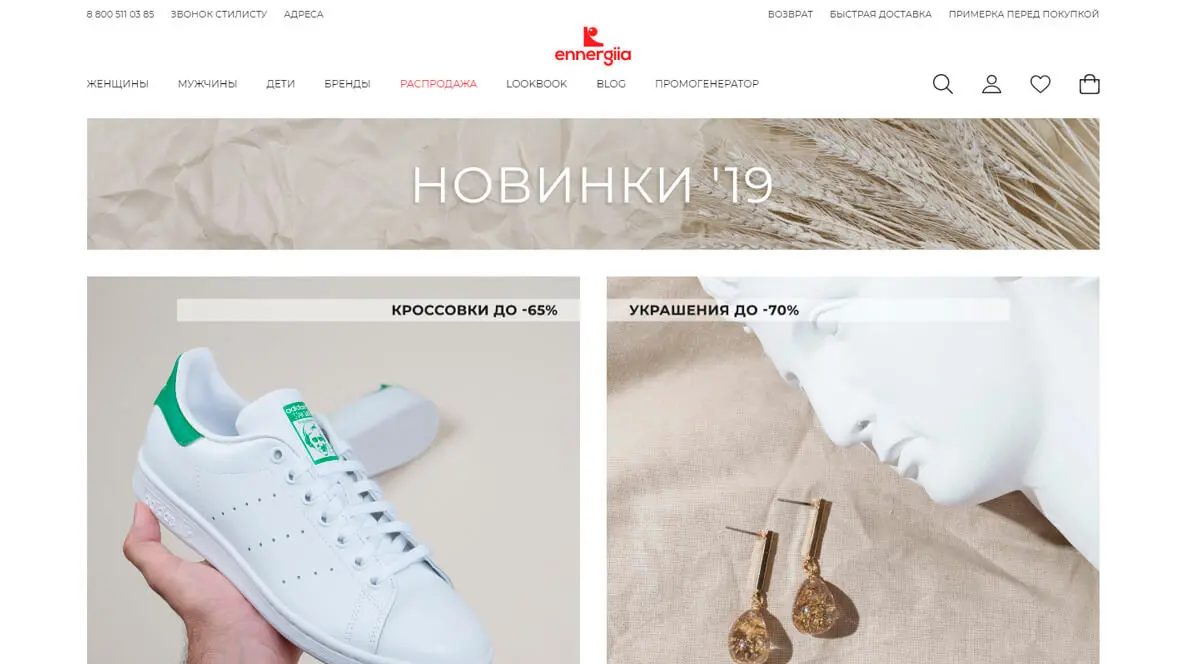 8 800 511 03 85 ЗВОНОК СТИЛИСТУ АДРЕСА ВОЗВРАТ БЫСТРАЯ ДОСТАВКА ПРИМЕРКА ПЕРЕД ПОКУПКОЙ
ennergiia
ЖЕНЩИНЫ МУЖЧИНЫ ДЕТИ БРЕНДЫ РАСПРОДАЖА LOOKBOOK BLOG ПРОМОГЕНЕРАТОР
НОВИНКИ '19
КРОССОВКИ ДО -65%
УКРАШЕНИЯ ДО -70%
adidas